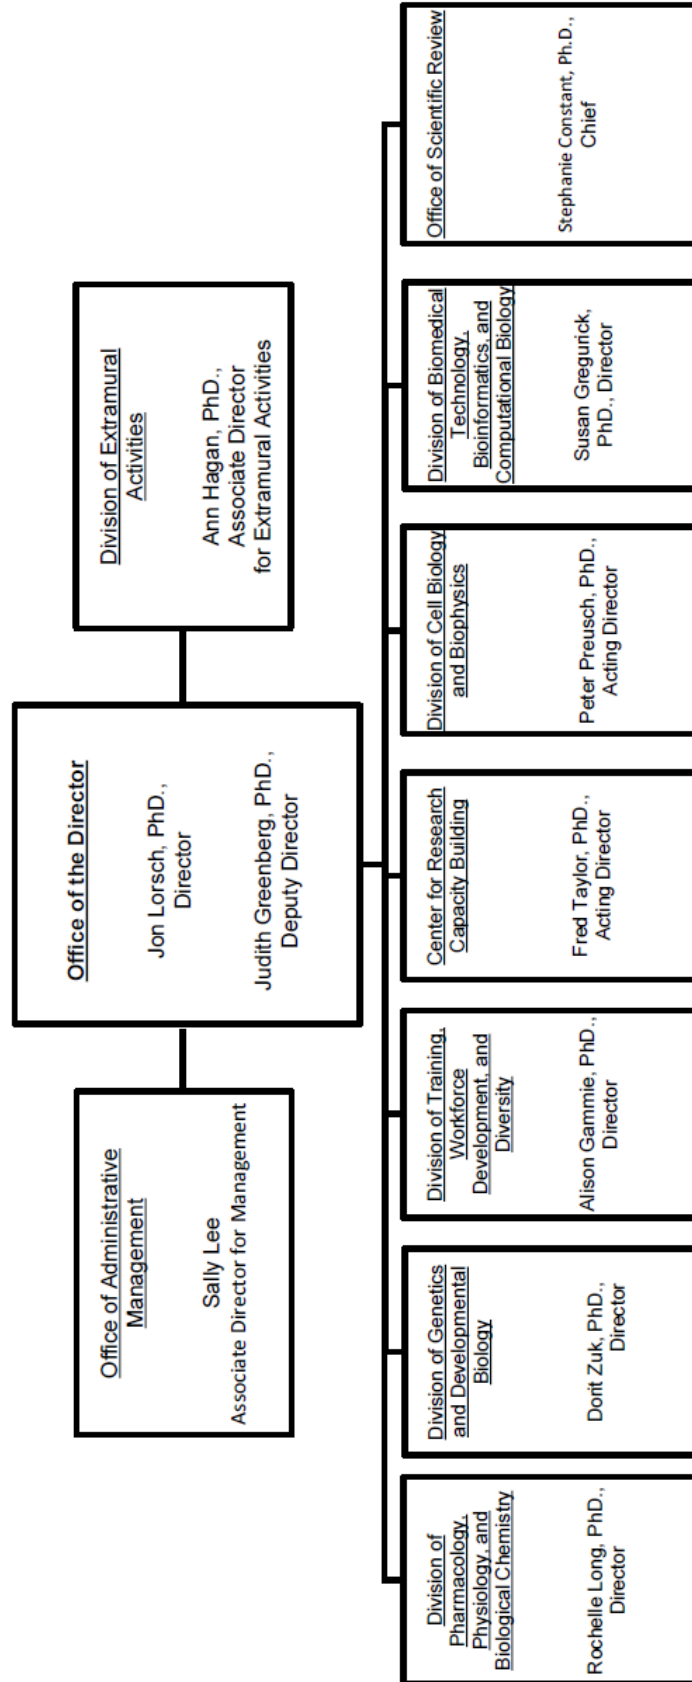 Office of the Director
Jon Lorsch, PhD.,
Director
Judith Greenberg, PhD.,
Deputy Director
Office of Administrative
Management
Sally Lee
Associate Director for Management
Division of Extramural
Activities
Ann Hagan, PhD.,
Associate Director
for Extramural Activities
Division of
Pharmacology,
Physiology, and
Biological Chemistry
Rochelle Long, PhD.,
Director
Division of Genetics
and Developmental
Biology
Dorit Zuk, PhD.,
Director
Division of Training,
Workforce
Development, and
Diversity
Alison Gammie, PhD.,
Director
Center for Research
Capacity Building
Fred Taylor, PhD.,
Acting Director
Division of Cell Biology
and Biophysics
Peter Preusch, PhD.,
Acting Director
Division of Biomedical
Technology,
Bioinformatics, and
Computational Biology
Susan Gregurick,
PhD., Director
Office of Scientific Review
Stephanie Constant, Ph.D.,
Chief